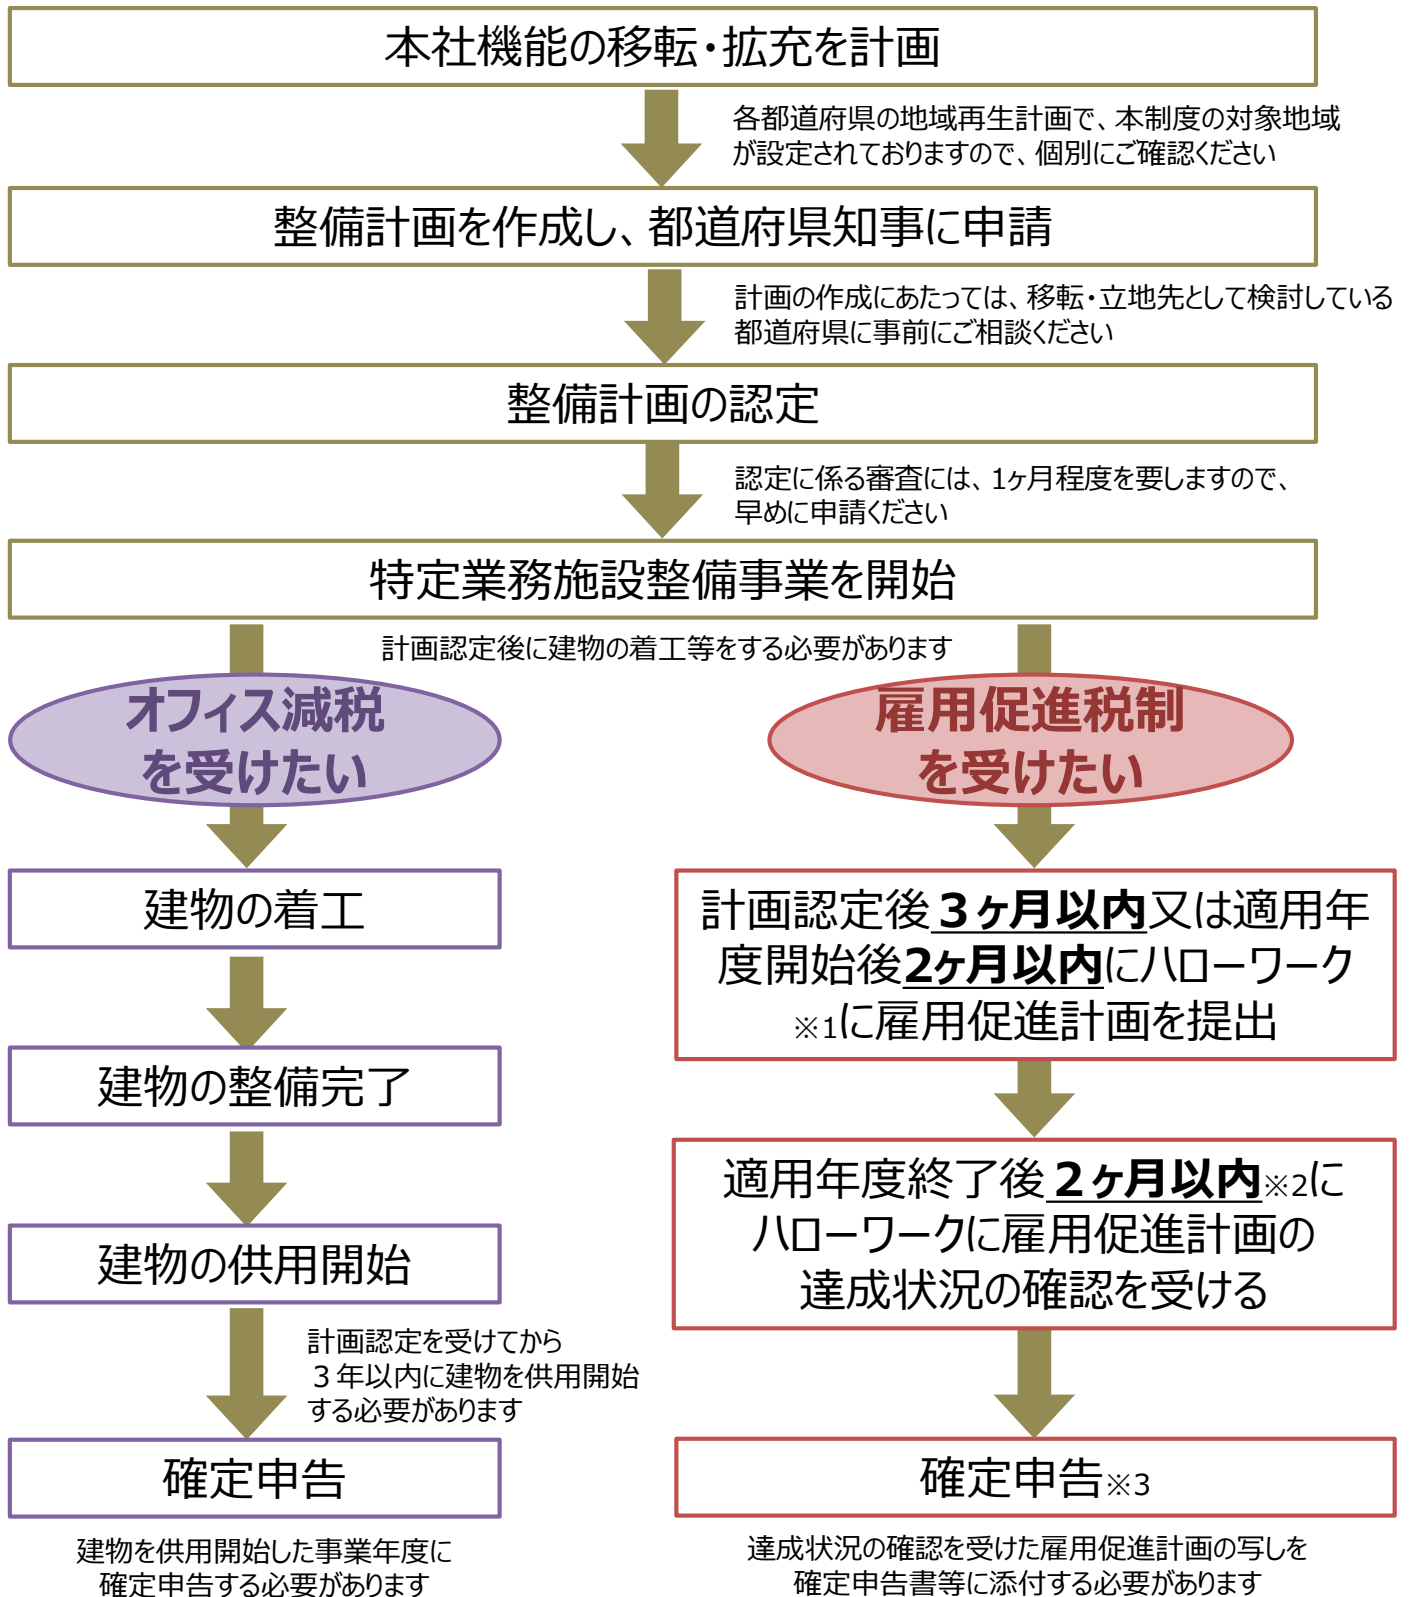 本社機能の移転・拡充を計画
各都道府県の地域再生計画で、本制度の対象地域
が設定されておりますので、個別にご確認ください
整備計画を作成し、都道府県知事に申請
計画の作成にあたっては、移転・立地先として検討している
都道府県に事前にご相談ください
整備計画の認定
認定に係る審査には、1ヶ月程度を要しますので、
早めに申請ください
特定業務施設整備事業を開始
計画認定後に建物の着工等をする必要があります
オフィス減税
を受けたい
建物の着工
建物の整備完了
建物の供用開始
計画認定を受けてから
３年以内に建物を供用開始
する必要があります
確定申告
建物を供用開始した事業年度に
確定申告する必要があります
雇用促進税制
を受けたい
計画認定後３ヶ月以内又は適用年
度開始後2ヶ月以内にハローワーク
※1に雇用促進計画を提出
適用年度終了後２ヶ月以内※2に
ハローワークに雇用促進計画の
達成状況の確認を受ける
確定申告※3
達成状況の確認を受けた雇用促進計画の写しを
確定申告書等に添付する必要があります